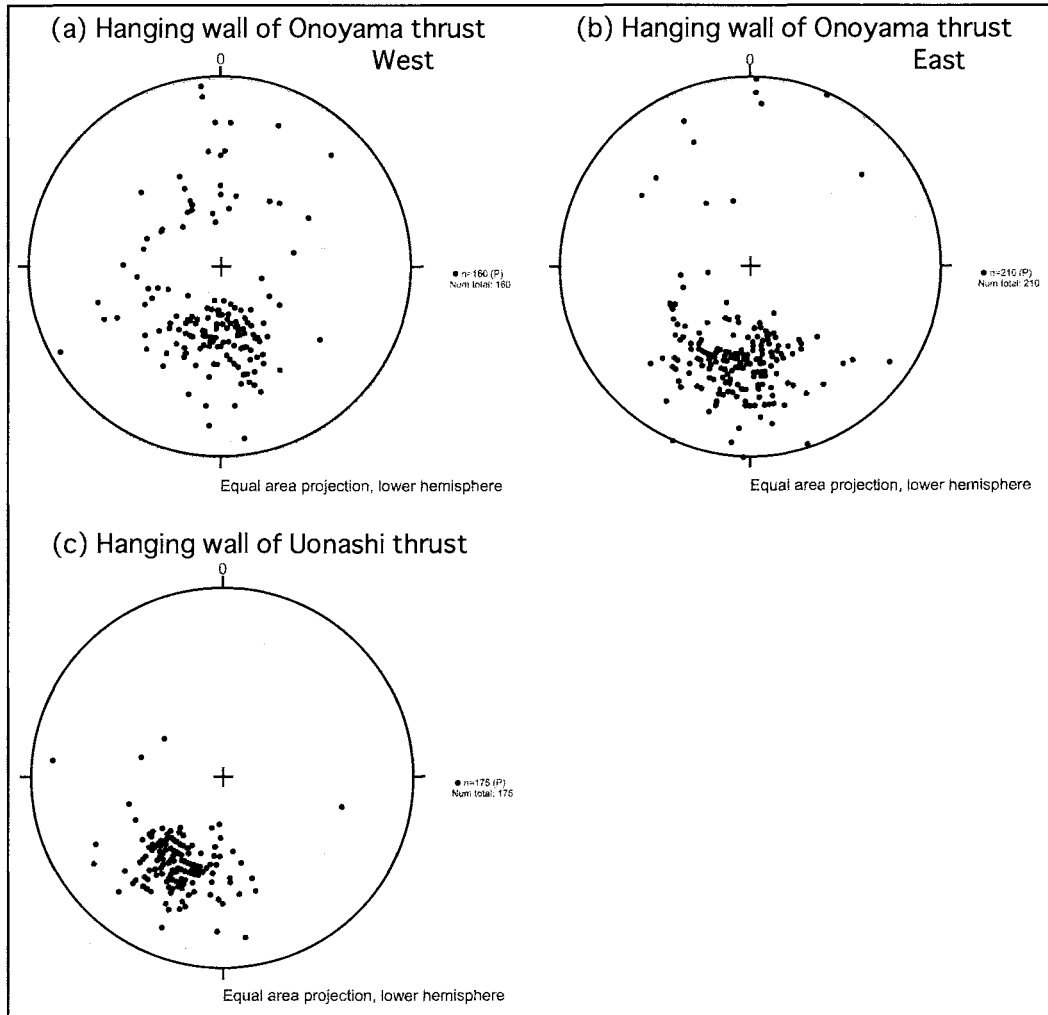 (a) Hanging wall of Onoyama thrust
West
0
n=160 (P)
Num total: 160
Equal area projection, lower hemisphere
(b) Hanging wall of Onoyama thrust
East
0
n=210 (P)
Num total: 210
Equal area projection, lower hemisphere
(c) Hanging wall of Uonashi thrust
0
n=175 (P)
Num total: 175
Equal area projection, lower hemisphere